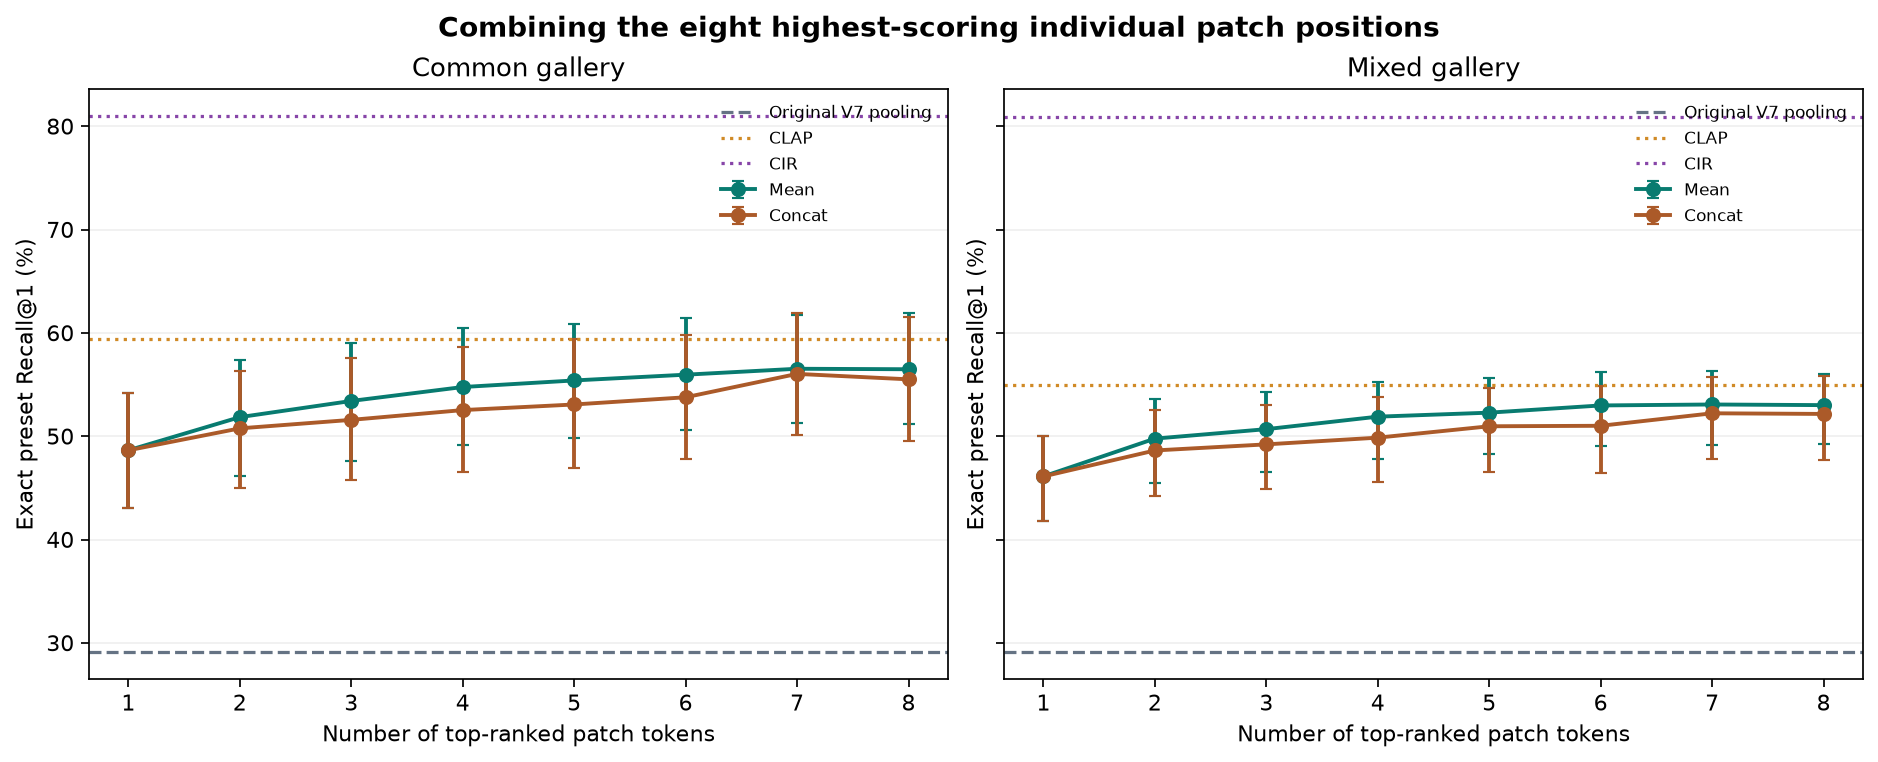 Combining the eight highest-scoring individual patch positions
Common gallery
Original V7 pooling
CLAP
CIR
Mean
Concat
80
70
60
50
40
30
Exact preset Recall@1 (%)
1 2 3 4 5 6 7 8
Number of top-ranked patch tokens
Mixed gallery
Original V7 pooling
CLAP
CIR
Mean
Concat
Exact preset Recall@1 (%)
1 2 3 4 5 6 7 8
Number of top-ranked patch tokens